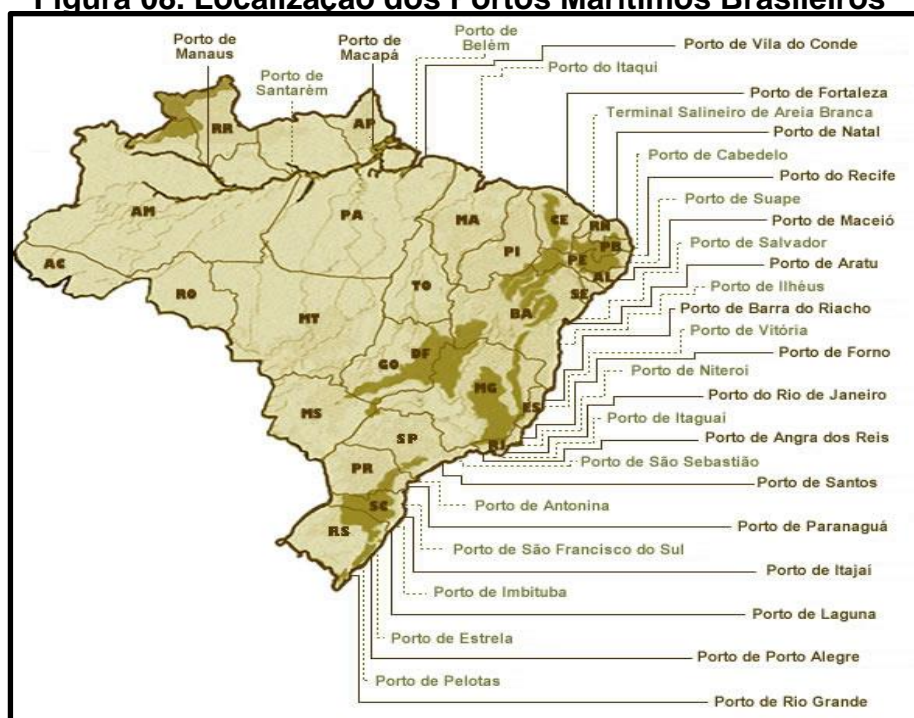 Figura 08. Localização dos Portos Marítimos Brasileiros
Porto de
Manaus
Porto de
Santarém
Porto de
Macapá
Porto de
Belém
Porto de Vila do Conde
Porto do Itaqui
Porto de Fortaleza
Terminal Salineiro de Areia Branca
Porto de Natal
Porto de Cabedelo
Porto do Recife
Porto de Suape
Porto de Maceió
Porto de Salvador
Porto de Aratu
Porto de Ilhéus
Porto de Barra do Riacho
Porto de Vitória
Porto de Forno
Porto de Niteroi
Porto do Rio de Janeiro
Porto de Itaguaí
Porto de Angra dos Reis
Porto de São Sebastião
Porto de Santos
Porto de Antonina
Porto de Paranaguá
Porto de São Francisco do Sul
Porto de Itajaí
Porto de Imbituba
Porto de Laguna
Porto de Estrela
Porto de Porto Alegre
Porto de Pelotas
Porto de Rio Grande
RR
AP
AM
PA
MA
CE
RN
PB
PE
AL
SE
PI
AC
RO
TO
BA
MT
DF
GO
MG
ES
MS
SP
RJ
PR
SC
RS